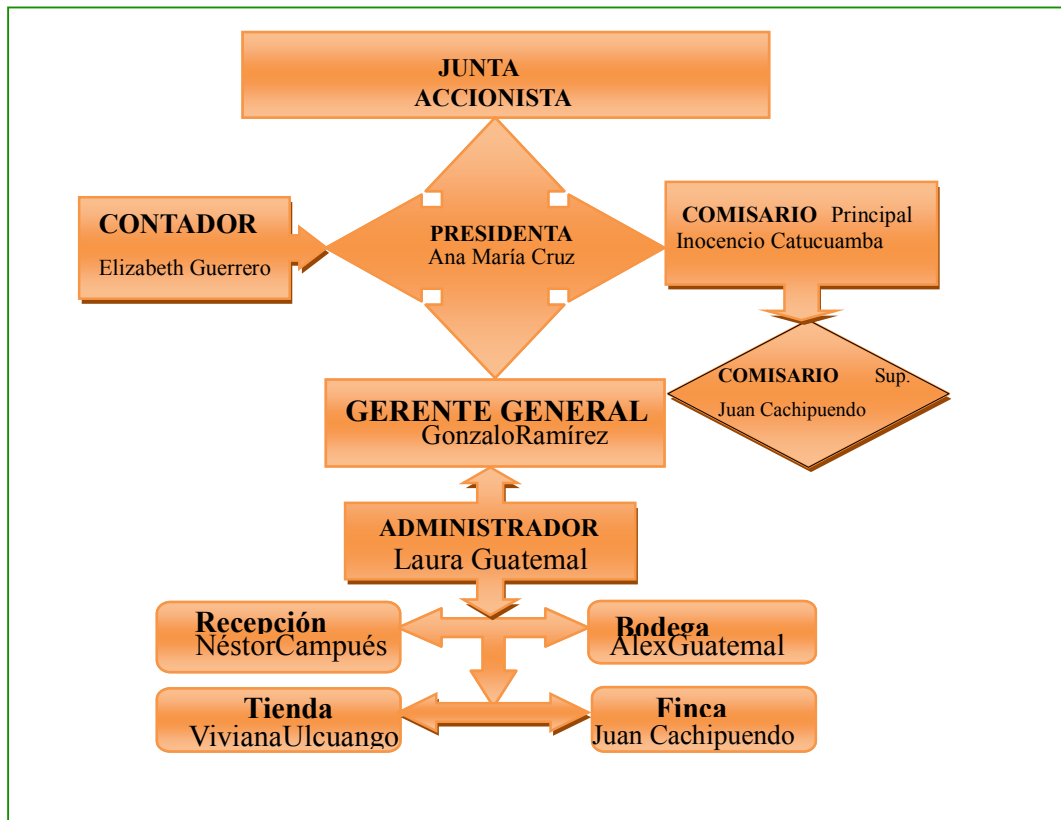 JUNTA
ACCIONISTA
CONTADOR
Elizabeth Guerrero
PRESIDENTA
Ana María Cruz
COMISARIO Principal
Inocencio Catucuamba
COMISARIO Sup.
Juan Cachipuendo
GERENTE GENERAL
GonzaloRamírez
ADMINISTRADOR
Laura Guatemal
Recepción
NéstorCampués
Bodega
AlexGuatemal
Tienda
VivianaUlcuango
Finca
Juan Cachipuendo